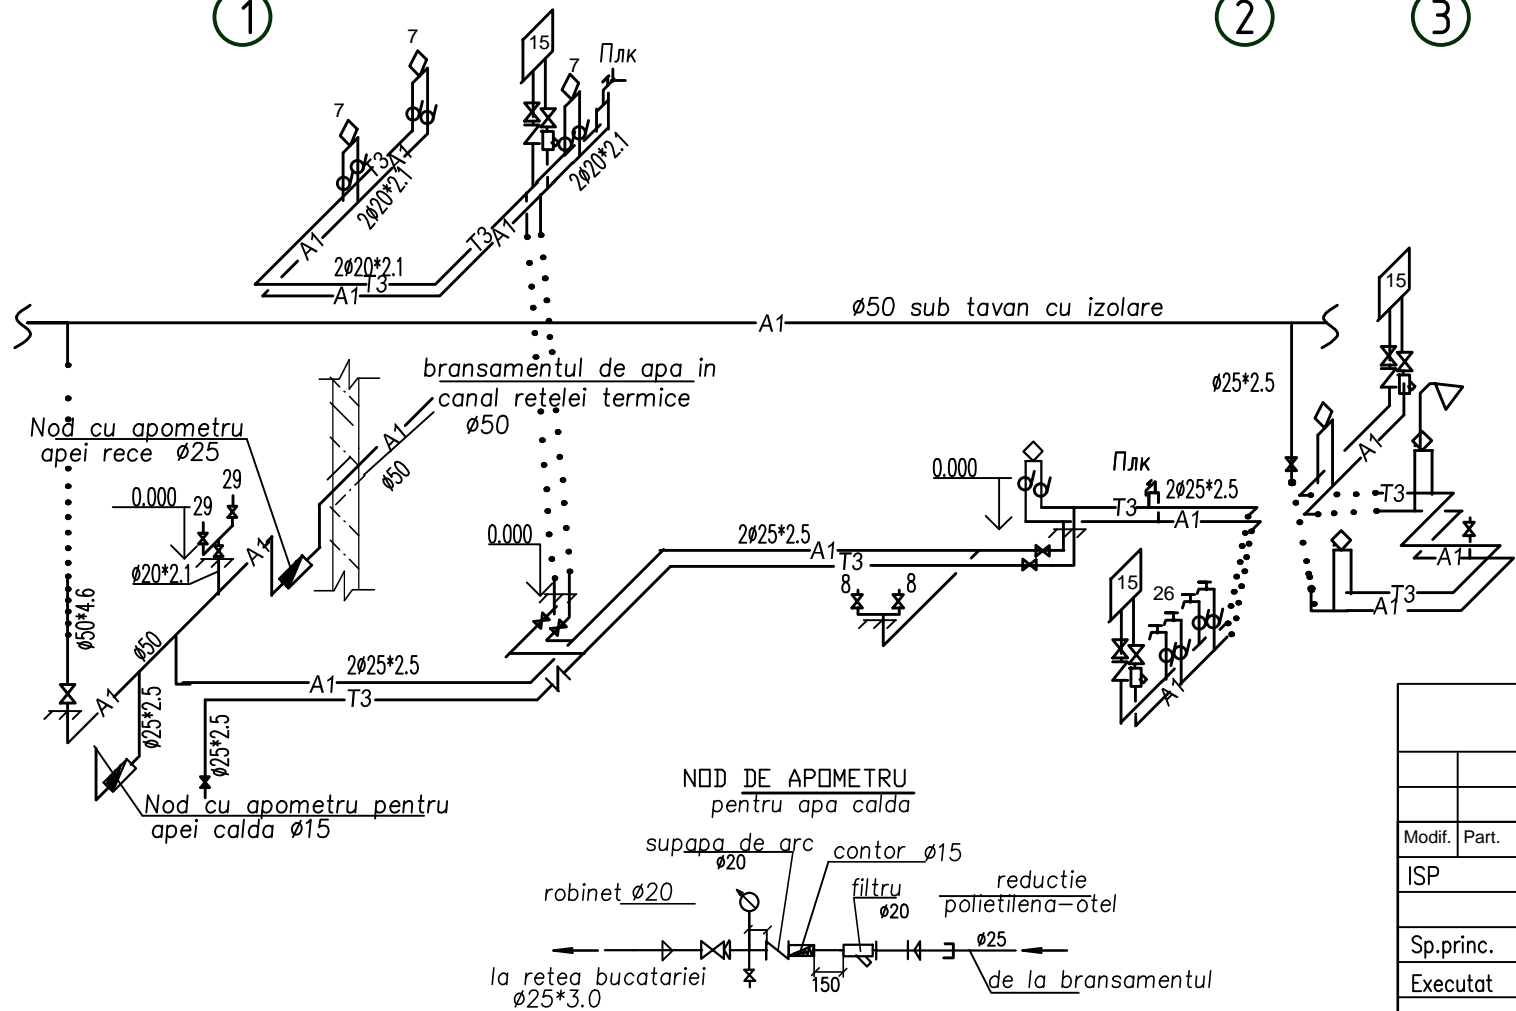 1
2
3
7
7
15
7
Плк
T3
A1
2ø20*2.1
2ø20*2.1
A1
T3
A1
2ø20*2.1
T3
A1
15
ø50 sub tavan cu izolare
A1
bransamentul de apa in
canal retelei termice
ø50
ø25*2.5
Nod cu apometru
apei rece ø25
A1
ø50
A1
29
29
0.000
0.000
Плк
0.000
2ø25*2.5
T3
A1
T3
2ø25*2.5
A1
T3
A1
A1
ø20*2.1
8
8
15
26
T3
A1
ø50*4.6
ø50
2ø25*2.5
A1
T3
A1
A1
ø25*2.5
ø25*2.5
NOD DE APOMETRU
pentru apa calda
Nod cu apometru pentru
apei calda ø15
supapa de arc
ø20
contor ø15
robinet ø20
filtru
ø20
reductie
polietilena-otel
ø25
la retea bucatariei
ø25*3.0
150
de la bransamentul
Modif. Part.
ISP
Sp.princ.
Executat